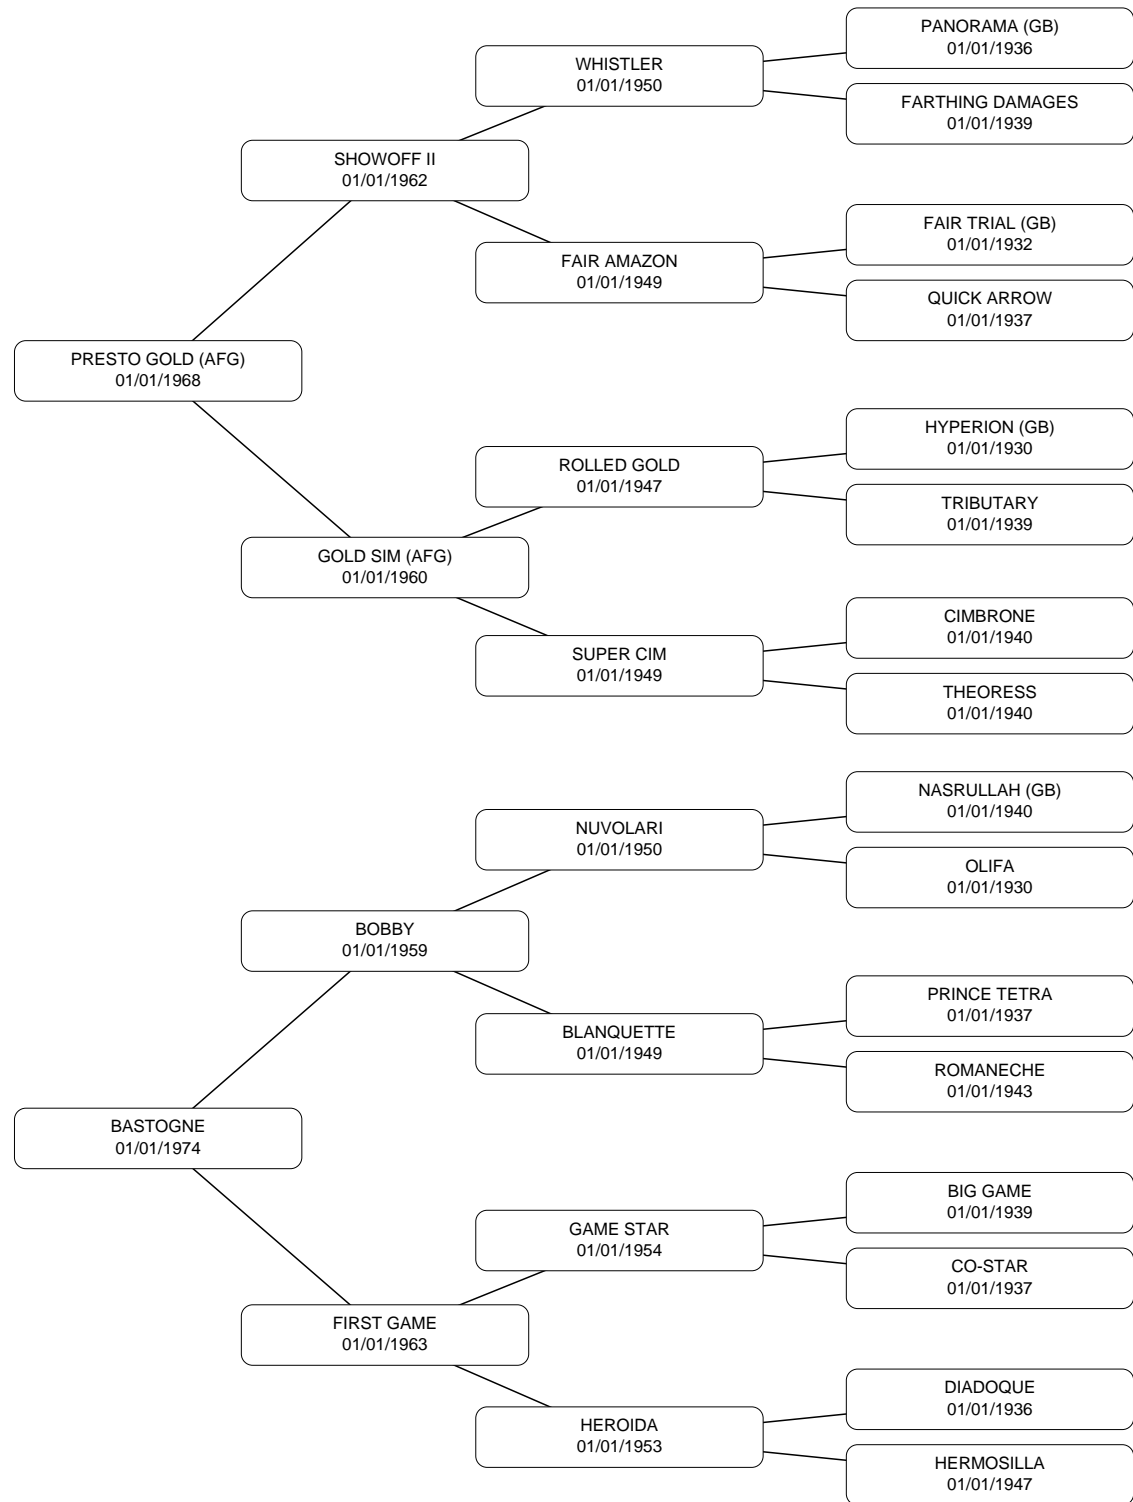 PANORAMA (GB)
01/01/1936
WHISTLER
01/01/1950
FARTHING DAMAGES
01/01/1939
SHOWOFF II
01/01/1962
FAIR TRIAL (GB)
01/01/1932
FAIR AMAZON
01/01/1949
QUICK ARROW
01/01/1937
PRESTO GOLD (AFG)
01/01/1968
HYPERION (GB)
01/01/1930
ROLLED GOLD
01/01/1947
TRIBUTARY
01/01/1939
GOLD SIM (AFG)
01/01/1960
CIMBRONE
01/01/1940
SUPER CIM
01/01/1949
THEORESS
01/01/1940
NASRULLAH (GB)
01/01/1940
NUVOLARI
01/01/1950
OLIFA
01/01/1930
BOBBY
01/01/1959
PRINCE TETRA
01/01/1937
BLANQUETTE
01/01/1949
ROMANECHE
01/01/1943
BASTOGNE
01/01/1974
BIG GAME
01/01/1939
GAME STAR
01/01/1954
CO-STAR
01/01/1937
FIRST GAME
01/01/1963
DIADOQUE
01/01/1936
HEROIDA
01/01/1953
HERMOSILLA
01/01/1947